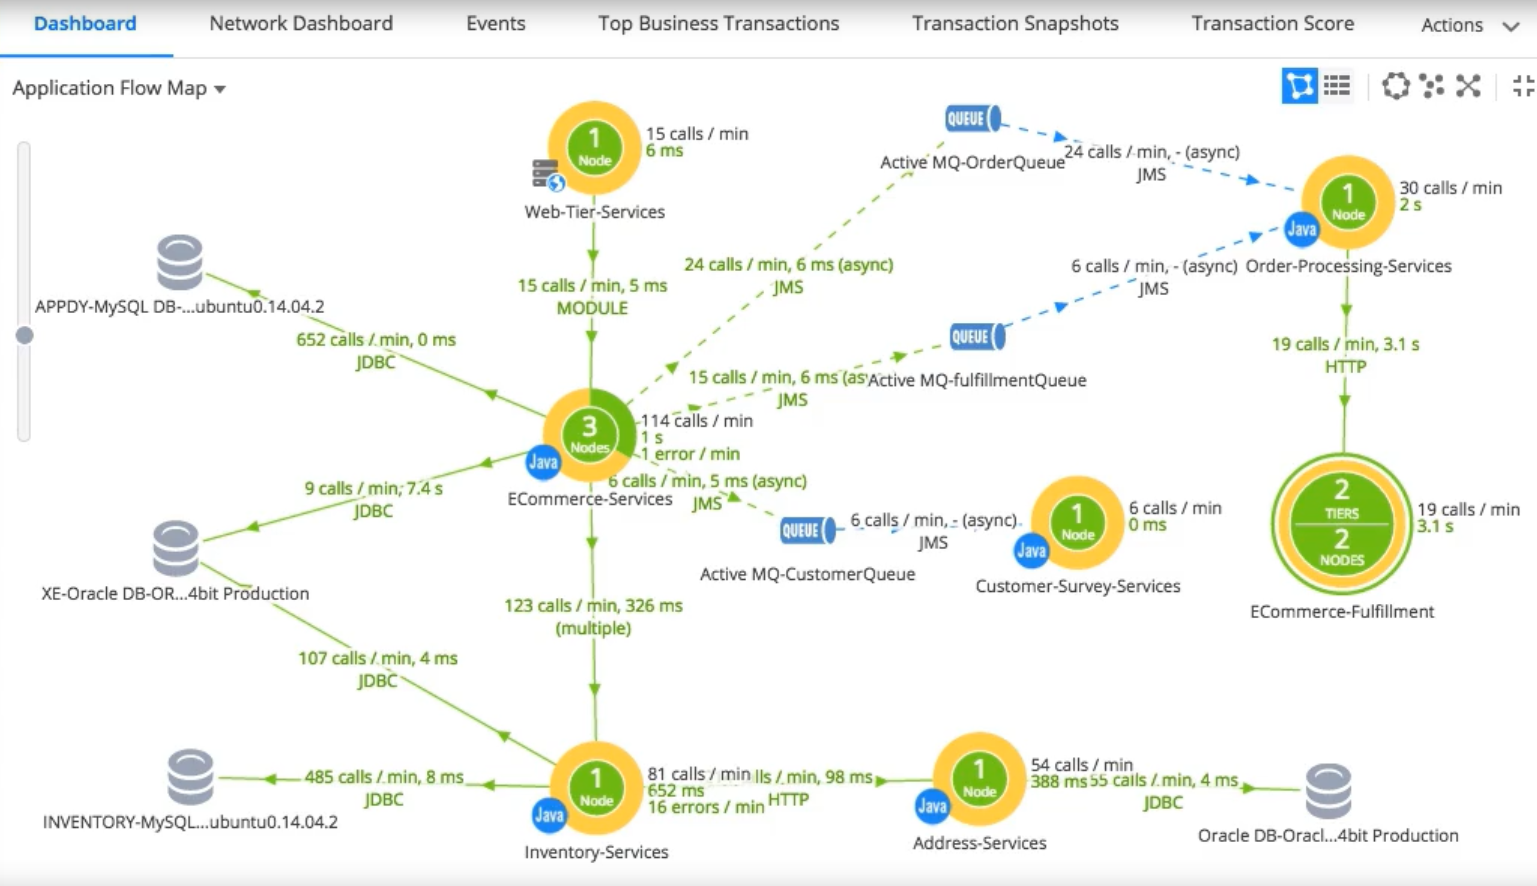 Dashboard
Network Dashboard
Events
Top Business Transactions
Transaction Snapshots
Transaction Score
Actions
Application Flow Map
1
Node
15 calls / min
6 ms
Web-Tier-Services
15 calls / min, 5 ms
MODULE
QUEUE
Active MQ-OrderQueue
24 calls / min, - (async)
JMS
1
Node
Java
30 calls / min
2 s
Order-Processing-Services
24 calls / min, 6 ms (async)
JMS
6 calls / min, - (async)
JMS
APPDY-MySQL DB-...ubuntu0.14.04.2
652 calls / min, 0 ms
JDBC
QUEUE
Active MQ-fulfillmentQueue
15 calls / min, 6 ms (as
JMS
19 calls / min, 3.1 s
HTTP
3
Nodes
Java
114 calls / min
1 s
1 error / min
ECommerce-Services
6 calls / min, 5 ms (async)
JMS
9 calls / min, 7.4 s
JDBC
QUEUE
Active MQ-CustomerQueue
6 calls / min, - (async)
JMS
1
Node
Java
6 calls / min
0 ms
Customer-Survey-Services
2
TIERS
2
NODES
19 calls / min
3.1 s
ECommerce-Fulfillment
XE-Oracle DB-OR...4bit Production
123 calls / min, 326 ms
(multiple)
107 calls / min, 4 ms
JDBC
INVENTORY-MySQL...ubuntu0.14.04.2
485 calls / min, 8 ms
JDBC
1
Node
Java
81 calls / min
652 ms
16 errors / min
Inventory-Services
lls / min, 98 ms
HTTP
1
Node
Java
54 calls / min
388 ms
Address-Services
55 calls / min, 4 ms
JDBC
Oracle DB-Oracl...4bit Production